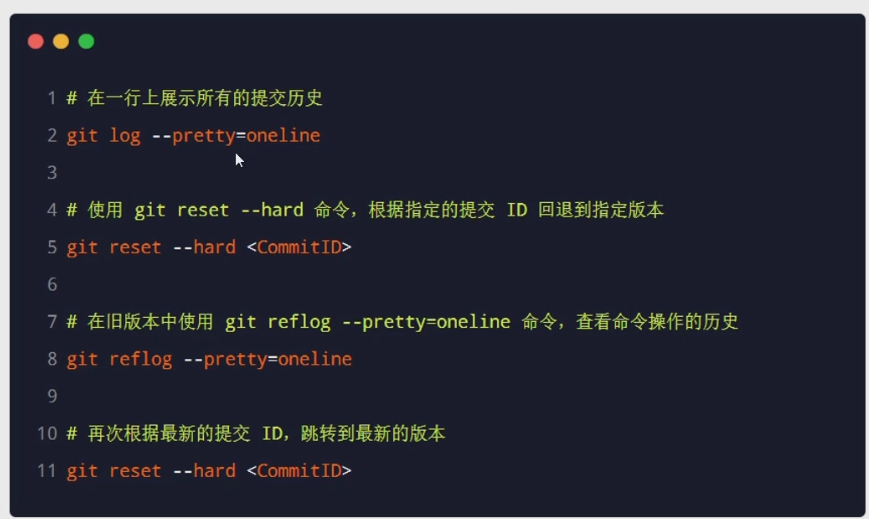 1 # 在一行上展示所有的提交历史
2 git log --pretty=oneline
3
4 # 使用 git reset --hard 命令，根据指定的提交 ID 回退到指定版本
5 git reset --hard <CommitID>
6
7 # 在旧版本中使用 git reflog --pretty=oneline 命令，查看命令操作的历史
8 git reflog --pretty=oneline
9
10 # 再次根据最新的提交 ID，跳转到最新的版本
11 git reset --hard <CommitID>